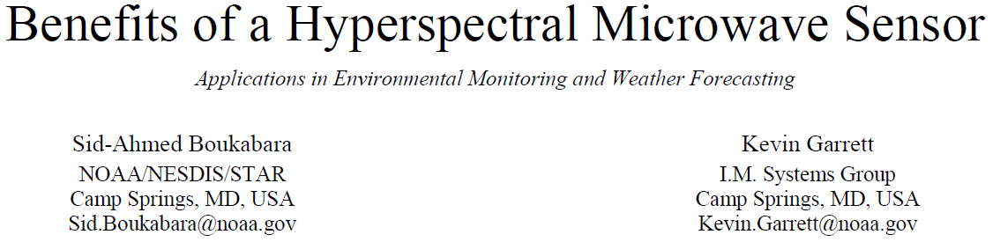 Benefits of a Hyperspectral Microwave Sensor
Applications in Environmental Monitoring and Weather Forecasting
Sid-Ahmed Boukabara
NOAA/NESDIS/STAR
Camp Springs, MD, USA
Sid.Boukabara@noaa.gov
Kevin Garrett
I.M. Systems Group
Camp Springs, MD, USA
Kevin.Garrett@noaa.gov